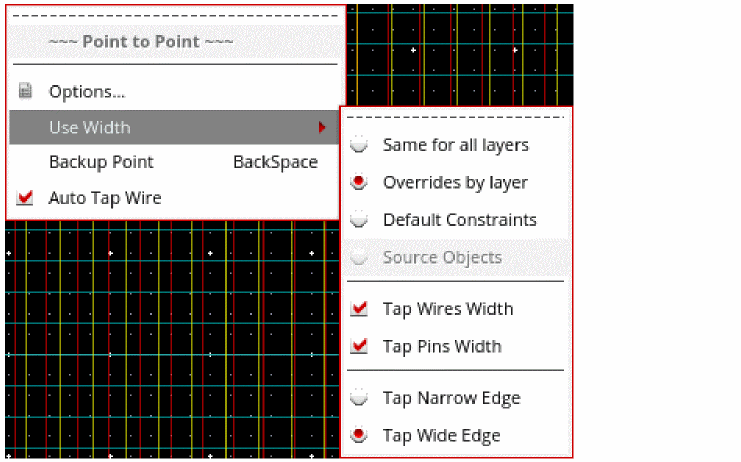 ~~~ Point to Point ~~~
Options...
Use Width
Backup Point BackSpace
Auto Tap Wire
Same for all layers
Overrides by layer
Default Constraints
Source Objects
Tap Wires Width
Tap Pins Width
Tap Narrow Edge
Tap Wide Edge